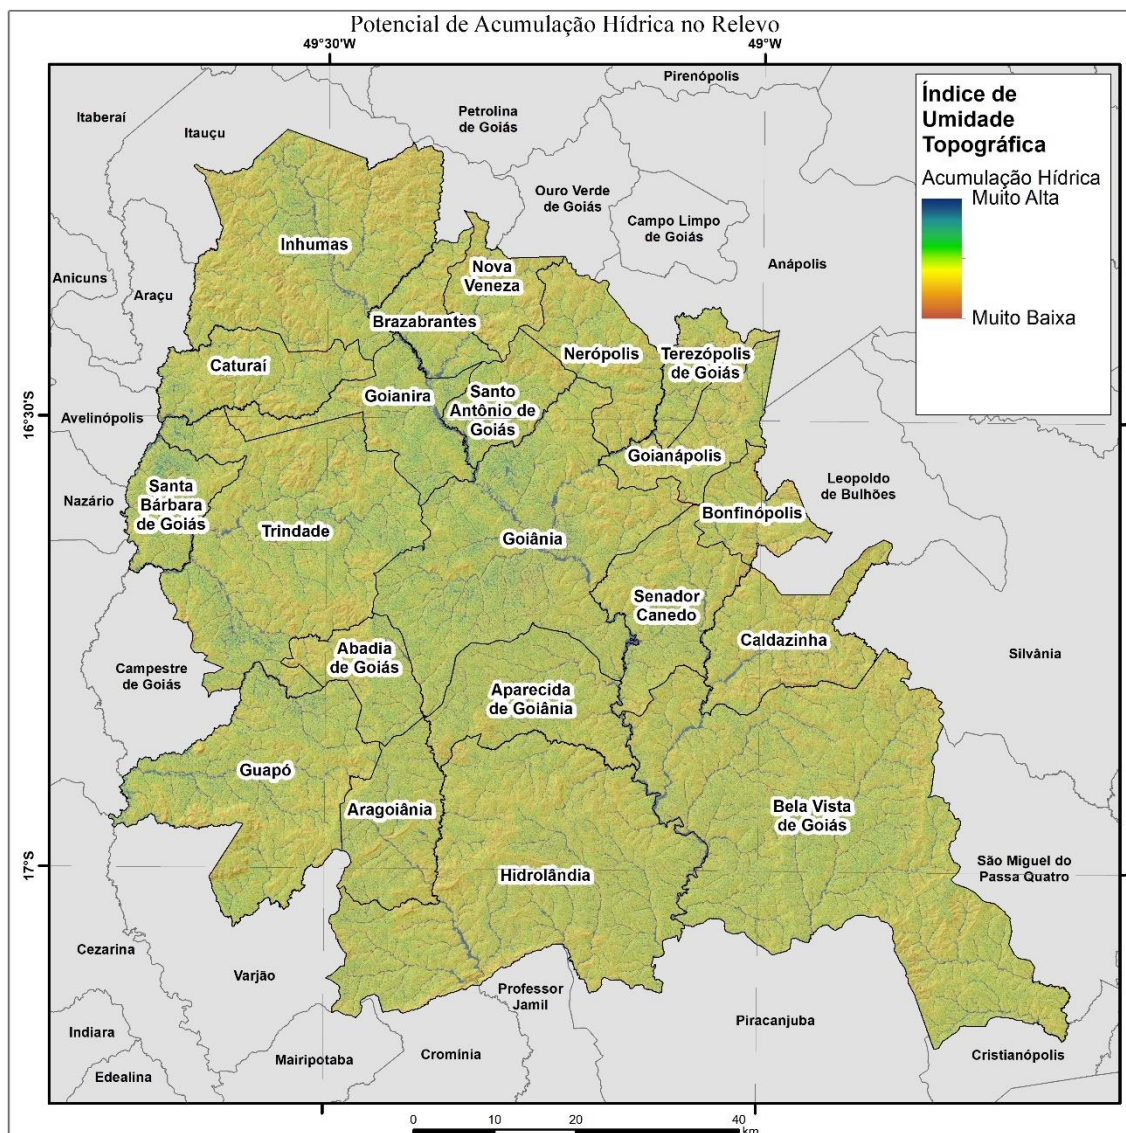 Potencial de Acumulação Hídrica no Relevo
49°30'W
49°W
Pirenópolis
Índice de
Umidade
Topográfica
Acumulação Hídrica
Muito Alta
Muito Baixa
Itaberaí
Itauçu
Petrolina
de Goiás
Ouro Verde
de Goiás
Campo Limpo
de Goiás
Anápolis
Inhumas
Nova
Veneza
Anicuns
Araçu
Brazabrantes
Nerópolis
Terezópolis
de Goiás
Caturaí
Goianira
Santo
Antônio de
Goiás
16°30'S
Avelinópolis
Goianápolis
Leopoldo
de Bulhões
Nazário
Santa
Bárbara
de Goiás
Trindade
Goiânia
Bonfinópolis
Senador
Canedo
Caldazinha
Silvânia
Campestre
de Goiás
Abadia
de Goiás
Aparecida
de Goiânia
Guapó
Aragoiânia
Bela Vista
de Goiás
17°S
Hidrolândia
São Miguel do
Passa Quatro
Cezarina
Varjão
Professor
Jamil
Piracanjuba
Indiara
Mairipotaba
Cromínia
Cristianópolis
Edealina
0 10 20 40
km